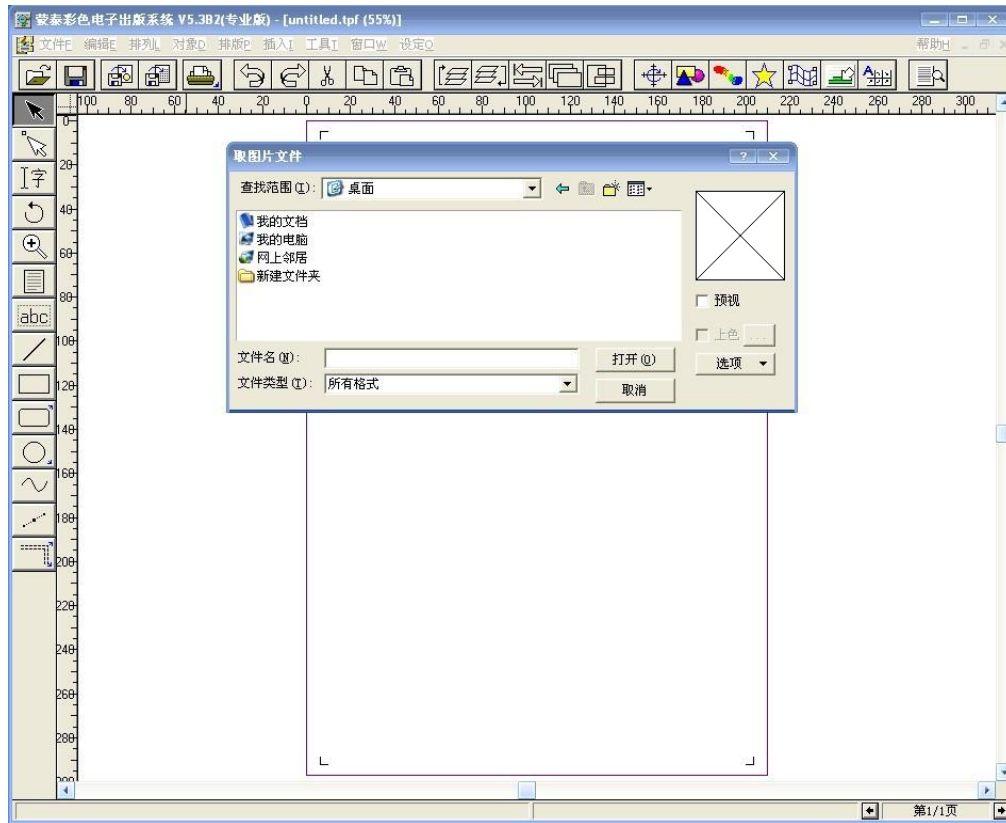 蒙泰彩色电子出版系统 V5.3B2(专业版) - [untitled.tpf (55%)]
文件F 编辑E 排列L 对象D 排版P 插入I 工具T 窗口W 设定O 帮助H
100 80 60 40 20 0 20 40 60 80 100 120 140 160 180 200 220 240 260 280 300
0
取图片文件
20
查找范围(I): 桌面
字
40
我的文档
我的电脑
60
网上邻居
新建文件夹
80
预视
abc
上色 ...
100
文件名(N): 打开(O)
选项
120
文件类型(T): 所有格式
取消
140
160
180
200
220
240
260
280
300
第1/1页